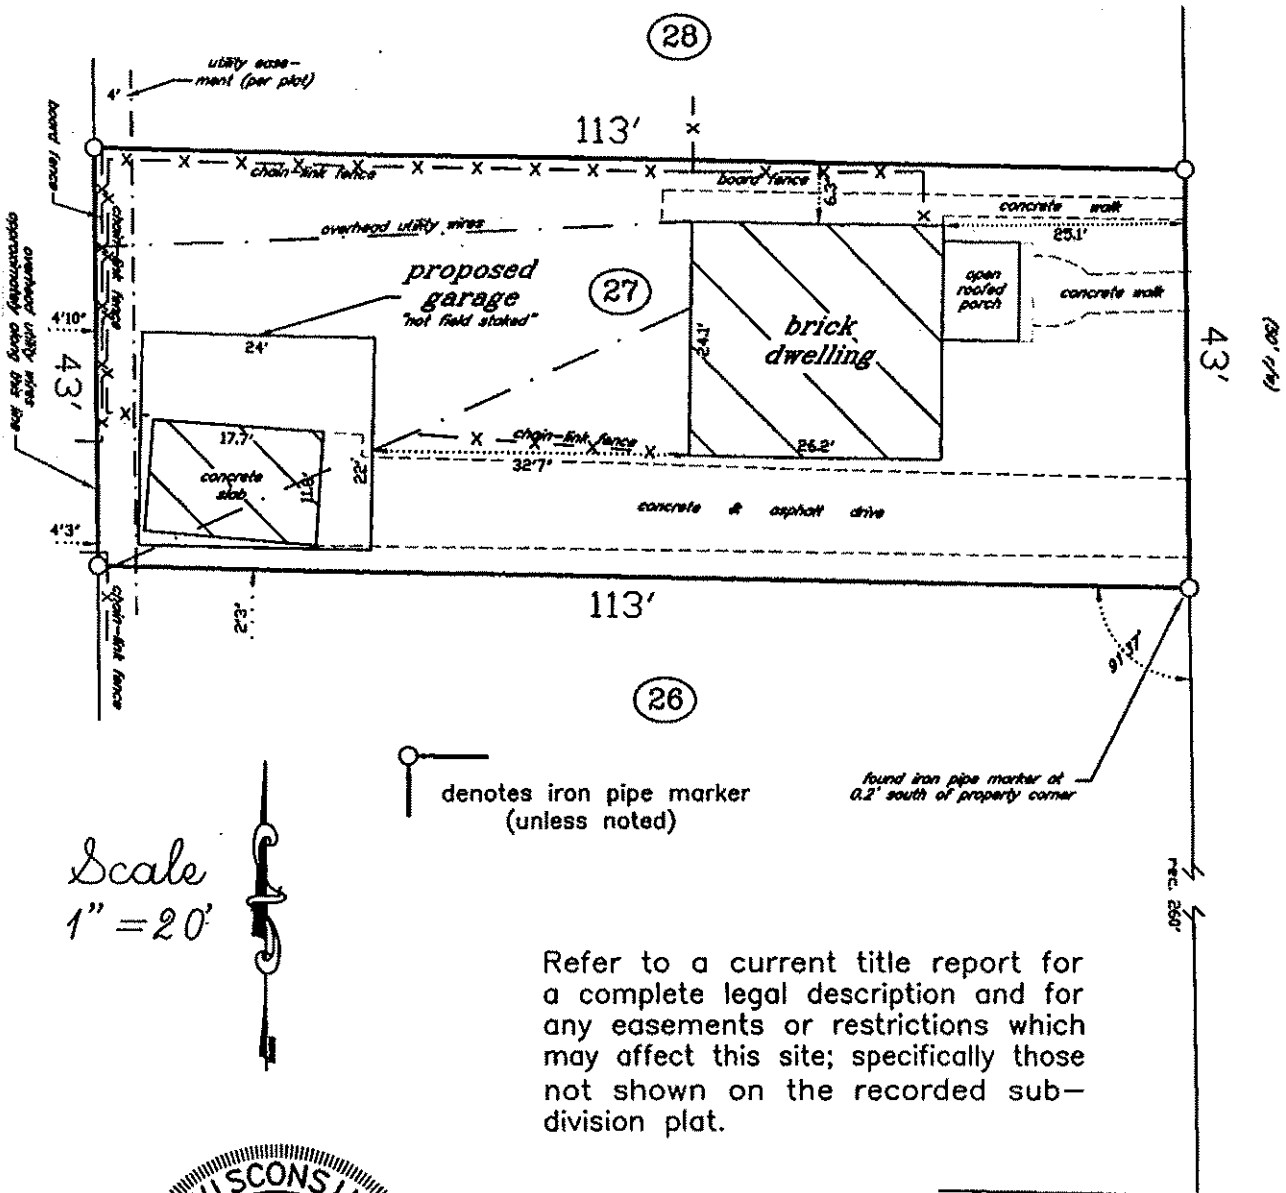 28
utility ease-
ment (per plat)
4'
board fence
113'
chain-link fence
board fence
6.3'
concrete walk
25.1'
overhead utility wires
proposed
garage
"not field staked"
27
open
roofed
porch
concrete walk
brick
dwelling
24.1'
26.2'
chain-link fence
overhead utility wires
approximately along this line
4'10"
43'
24'
43'
(50' r/w)
17.7'
concrete
slab
11.8'
22'
chain-link fence
32'7"
concrete & asphalt drive
4'3"
2'3"
113'
chain-link fence
91°37'
26
denotes iron pipe marker
(unless noted)
found iron pipe marker at
0.2' south of property corner
rec. 260'
Scale
1" = 20'
Refer to a current title report for
a complete legal description and for
any easements or restrictions which
may affect this site; specifically those
not shown on the recorded sub-
division plat.